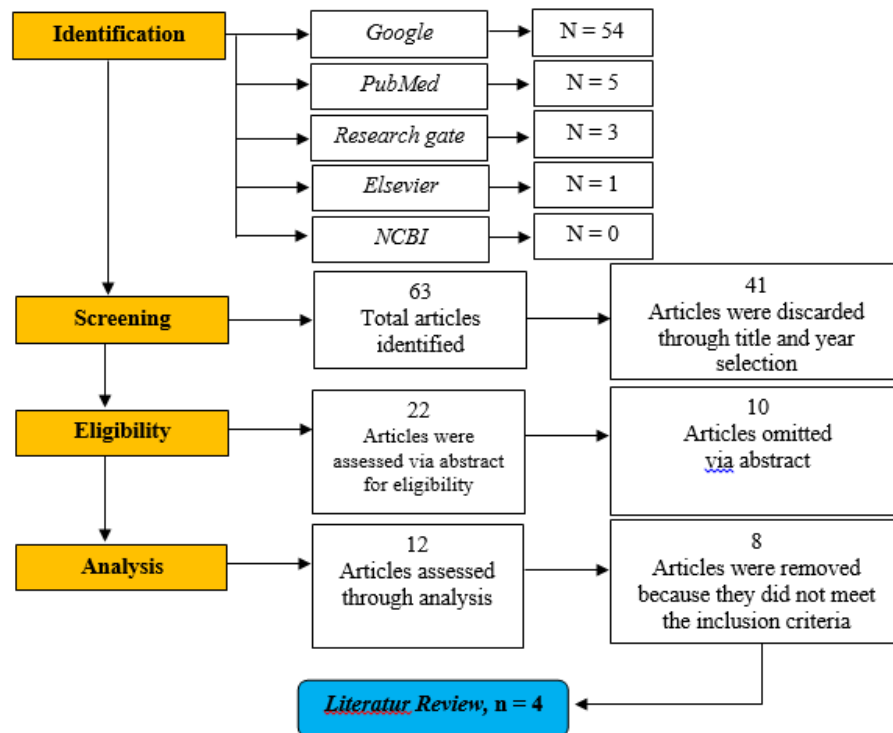 Identification
Google
N = 54
PubMed
N = 5
Research gate
N = 3
Elsevier
N = 1
NCBI
N = 0
Screening
63
Total articles
identified
41
Articles were discarded
through title and year
selection
Eligibility
22
Articles were
assessed via abstract
for eligibility
10
Articles omitted
via abstract
Analysis
12
Articles assessed
through analysis
8
Articles were removed
because they did not meet
the inclusion criteria
Literatur Review, n = 4